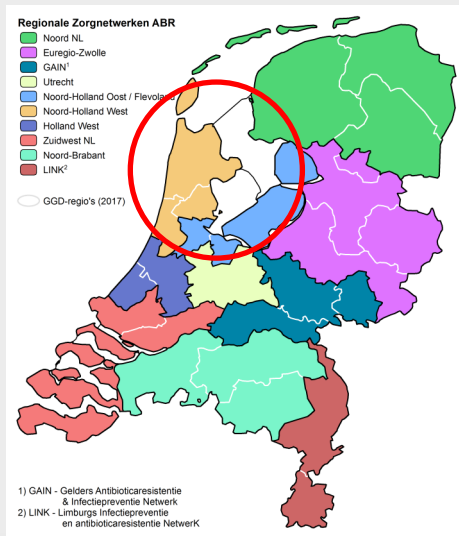 Regionale Zorgnetwerken ABR
Noord NL
Euregio-Zwolle
GAIN¹
Utrecht
Noord-Holland Oost / Flevoland
Noord-Holland West
Holland West
Zuidwest NL
Noord-Brabant
LINK²
GGD-regio's (2017)
1) GAIN - Gelders Antibioticaresistentie
& Infectiepreventie Netwerk
2) LINK - Limburgs Infectiepreventie
en antibioticaresistentie NetwerK